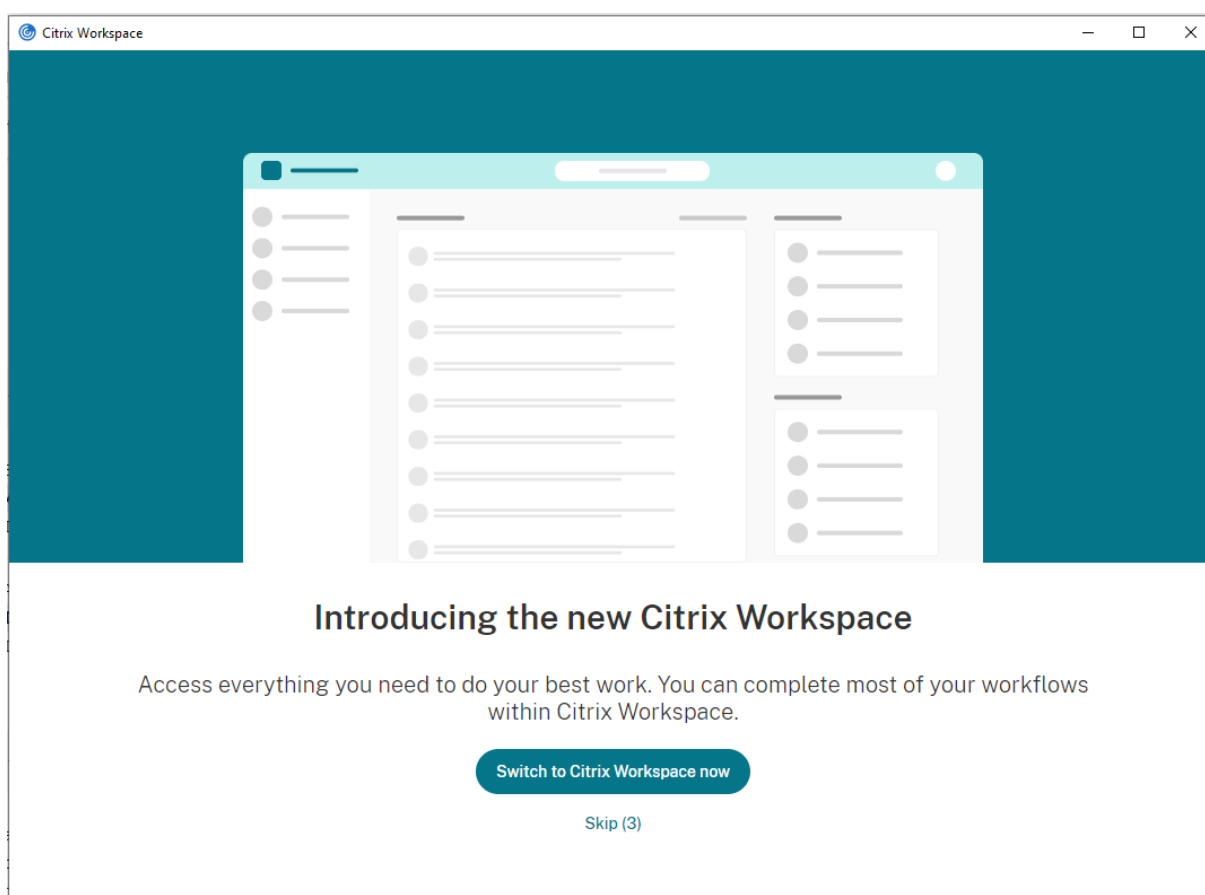 Citrix Workspace
Introducing the new Citrix Workspace
Access everything you need to do your best work. You can complete most of your workflows
within Citrix Workspace.
Switch to Citrix Workspace now
Skip (3)